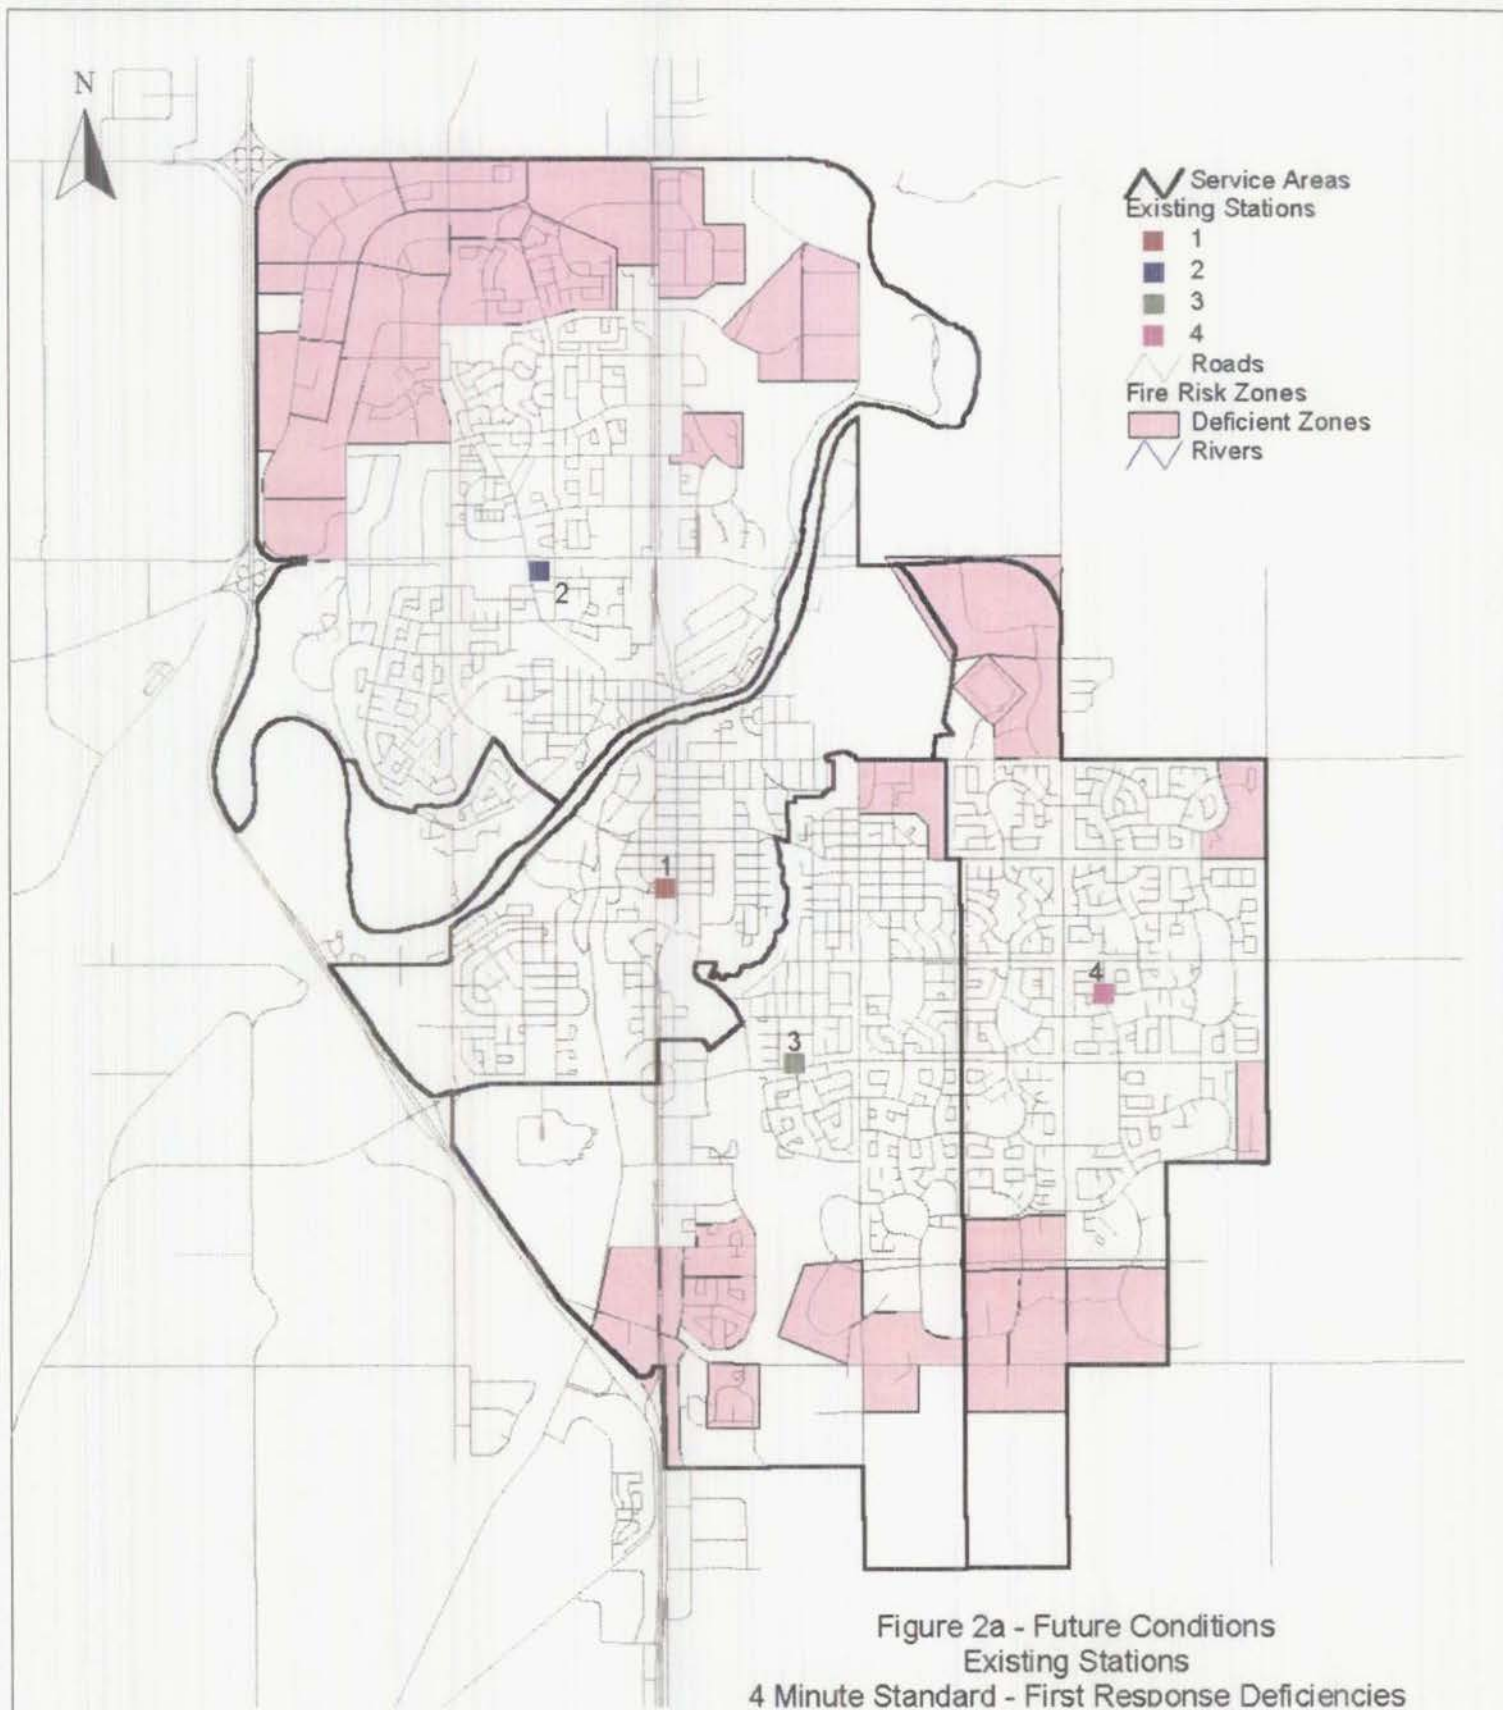 N
Service Areas
Existing Stations
1
2
3
4
Roads
Fire Risk Zones
Deficient Zones
Rivers
2
1
4
3
Figure 2a - Future Conditions
Existing Stations
4 Minute Standard - First Response Deficiencies